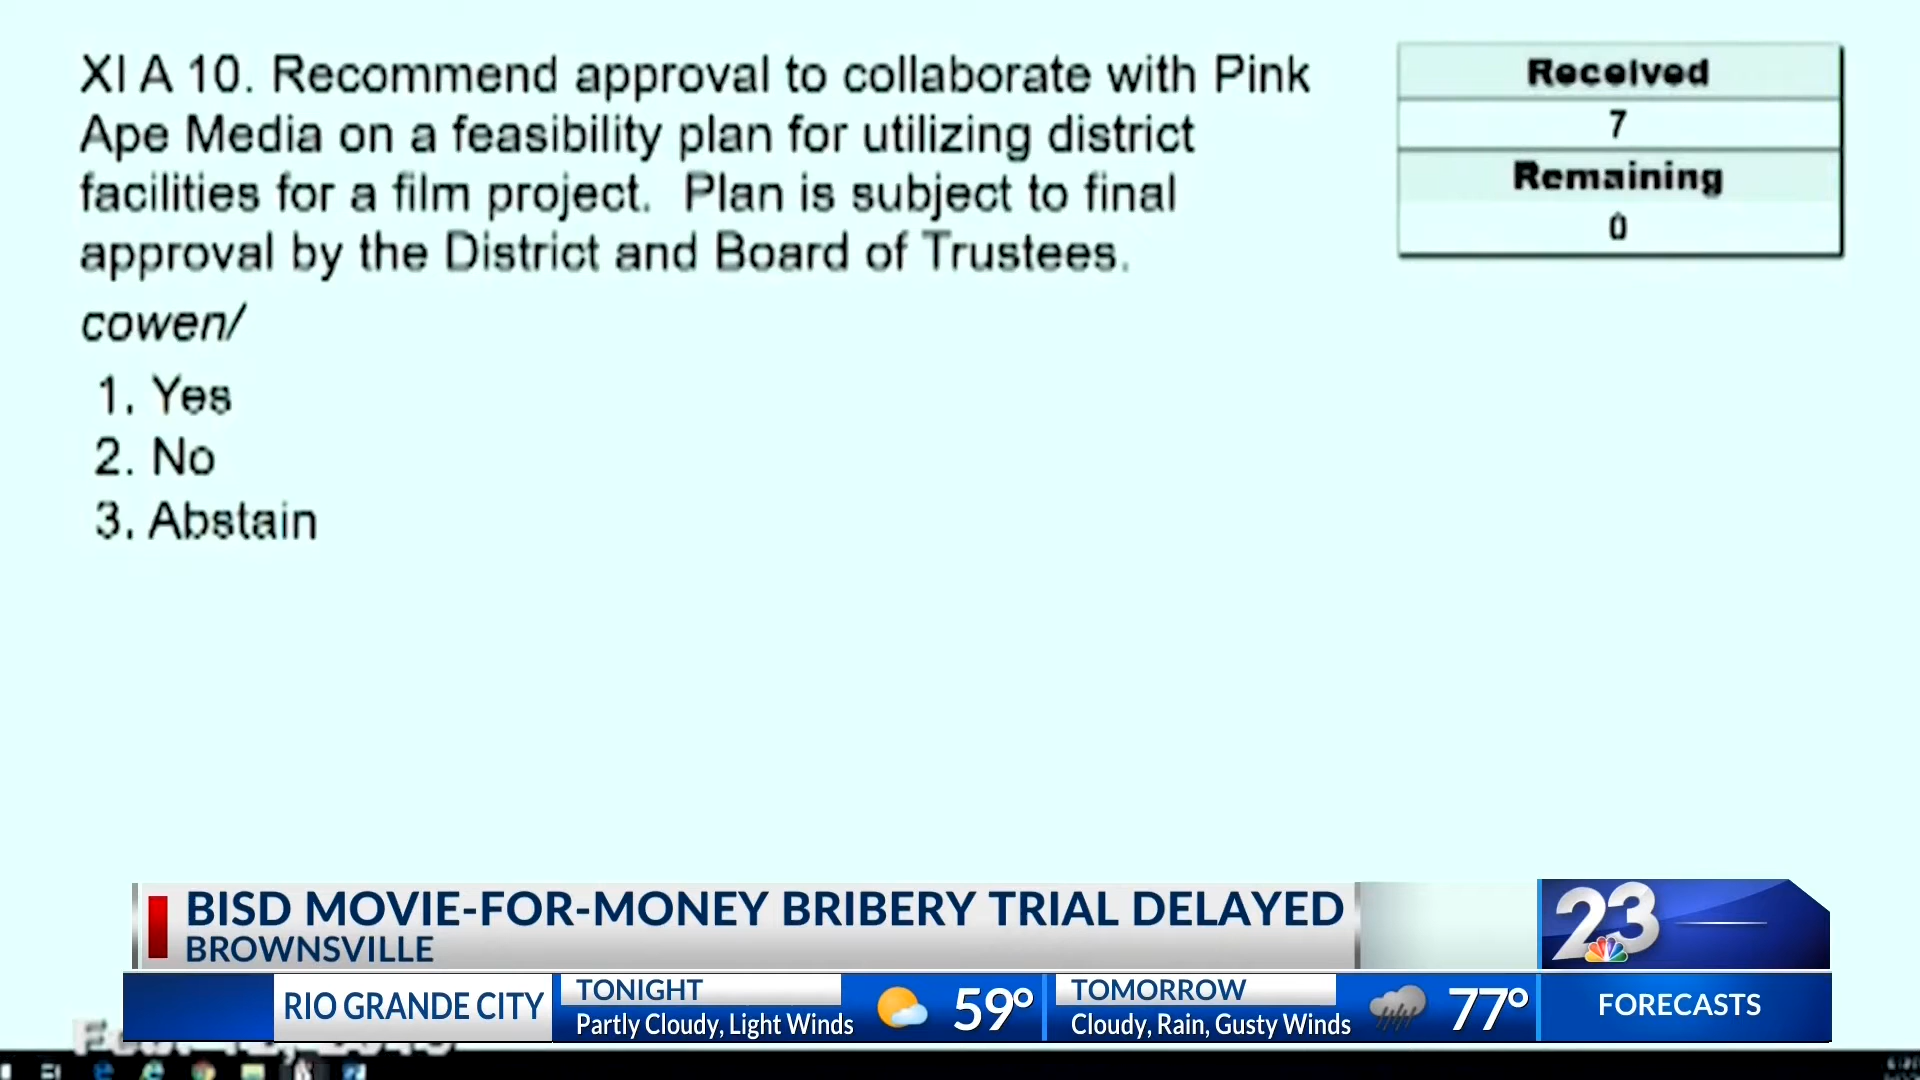 XI A 10. Recommend approval to collaborate with Pink
Ape Media on a feasibility plan for utilizing district
facilities for a film project. Plan is subject to final
approval by the District and Board of Trustees.
cowen/
1. Yes
2. No
3. Abstain
Received
7
Remaining
0
BISD MOVIE-FOR-MONEY BRIBERY TRIAL DELAYED
BROWNSVILLE
23
RIO GRANDE CITY
TONIGHT
Partly Cloudy, Light Winds
59°
TOMORROW
Cloudy, Rain, Gusty Winds
77°
FORECASTS